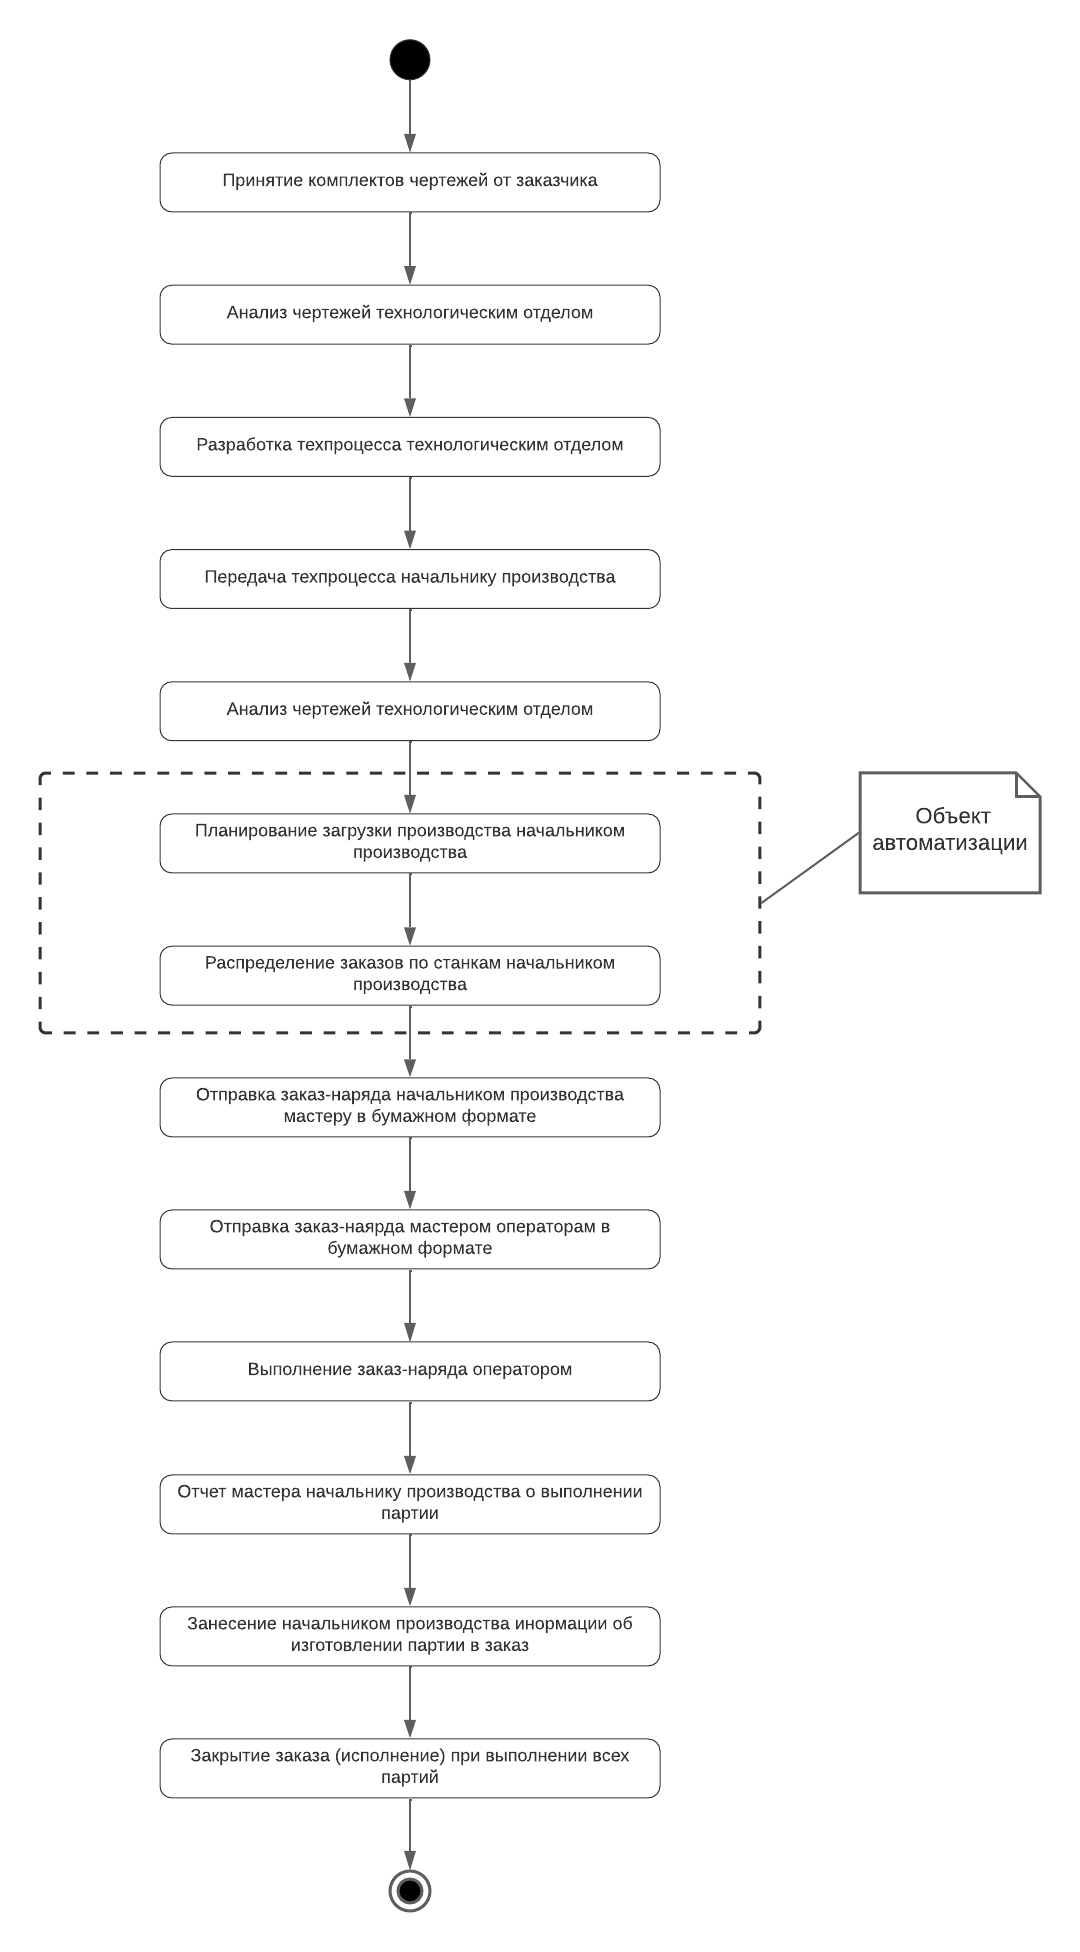 Принятие комплектов чертежей от заказчика
Анализ чертежей технологическим отделом
Разработка техпроцесса технологическим отделом
Передача техпроцесса начальнику производства
Анализ чертежей технологическим отделом
Планирование загрузки производства начальником
производства
Объект
автоматизации
Распределение заказов по станкам начальником
производства
Отправка заказ-наряда начальником производства
мастеру в бумажном формате
Отправка заказ-наярда мастером операторам в
бумажном формате
Выполнение заказ-наряда оператором
Отчет мастера начальнику производства о выполнении
партии
Занесение начальником производства инормации об
изготовлении партии в заказ
Закрытие заказа (исполнение) при выполнении всех
партий